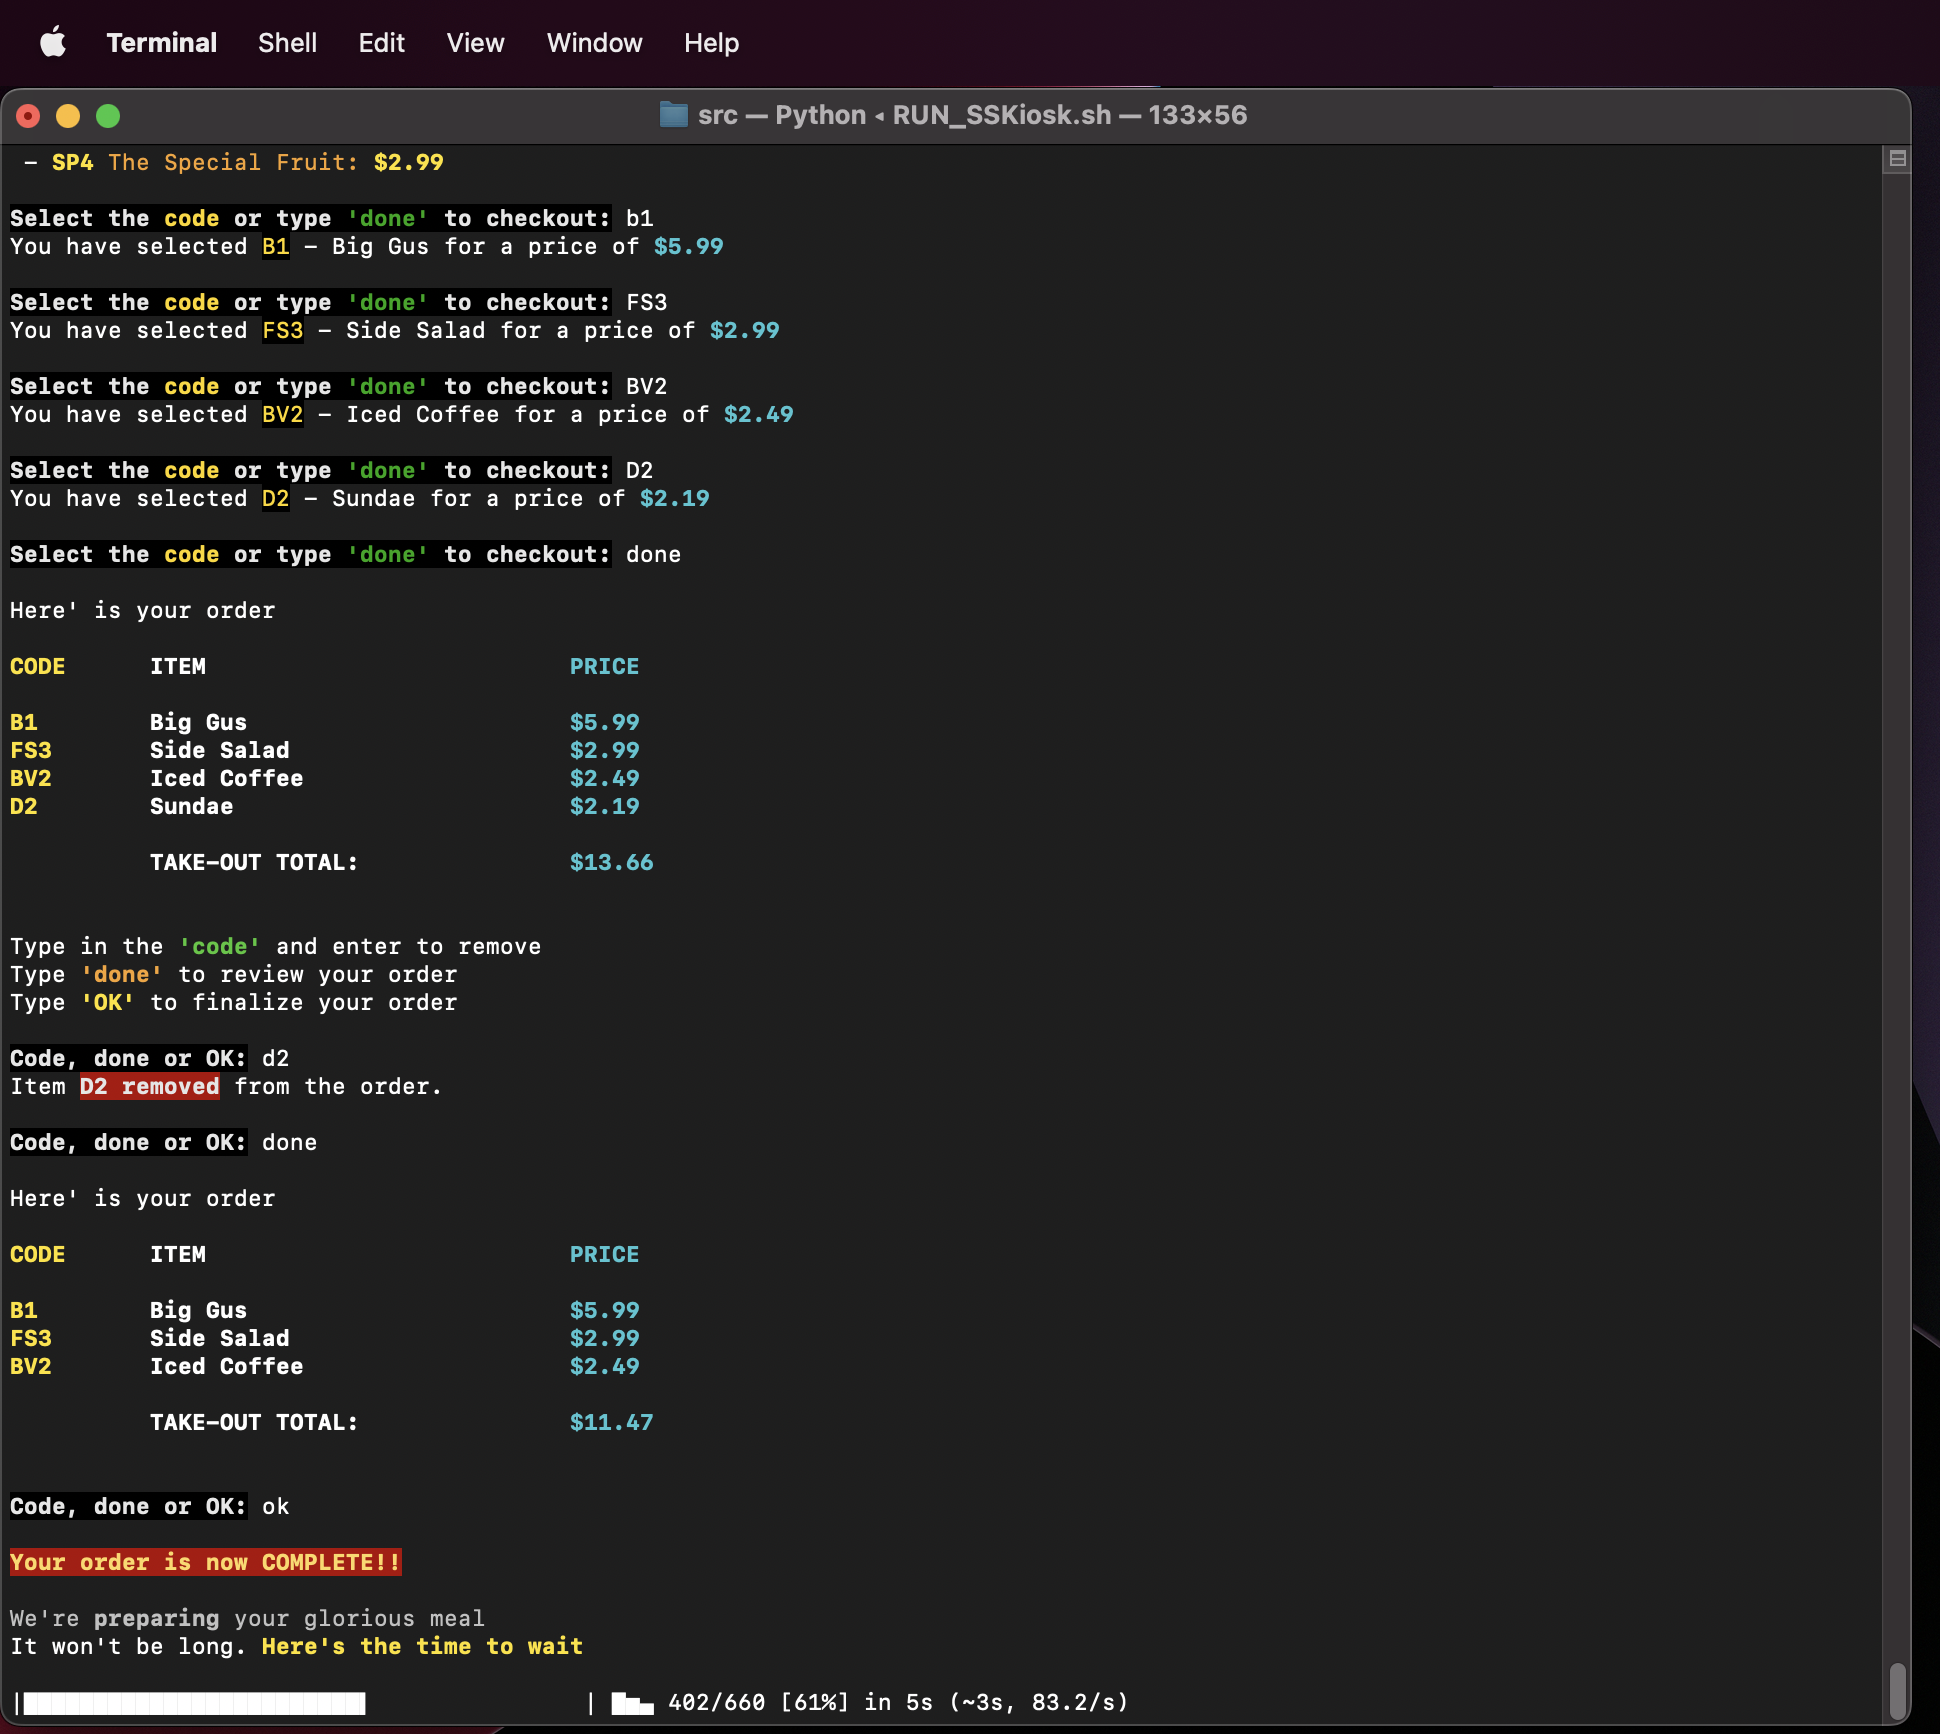 Terminal Shell Edit View Window Help
src — Python ◂ RUN_SSKiosk.sh — 133×56
- SP4 The Special Fruit: $2.99
Select the code or type 'done' to checkout: b1
You have selected B1 - Big Gus for a price of $5.99
Select the code or type 'done' to checkout: FS3
You have selected FS3 - Side Salad for a price of $2.99
Select the code or type 'done' to checkout: BV2
You have selected BV2 - Iced Coffee for a price of $2.49
Select the code or type 'done' to checkout: D2
You have selected D2 - Sundae for a price of $2.19
Select the code or type 'done' to checkout: done
Here' is your order
CODE ITEM PRICE
B1 Big Gus $5.99
FS3 Side Salad $2.99
BV2 Iced Coffee $2.49
D2 Sundae $2.19
TAKE-OUT TOTAL: $13.66
Type in the 'code' and enter to remove
Type 'done' to review your order
Type 'OK' to finalize your order
Code, done or OK: d2
Item D2 removed from the order.
Code, done or OK: done
Here' is your order
CODE ITEM PRICE
B1 Big Gus $5.99
FS3 Side Salad $2.99
BV2 Iced Coffee $2.49
TAKE-OUT TOTAL: $11.47
Code, done or OK: ok
Your order is now COMPLETE!!
We're preparing your glorious meal
It won't be long. Here's the time to wait
402/660 [61%] in 5s (~3s, 83.2/s)